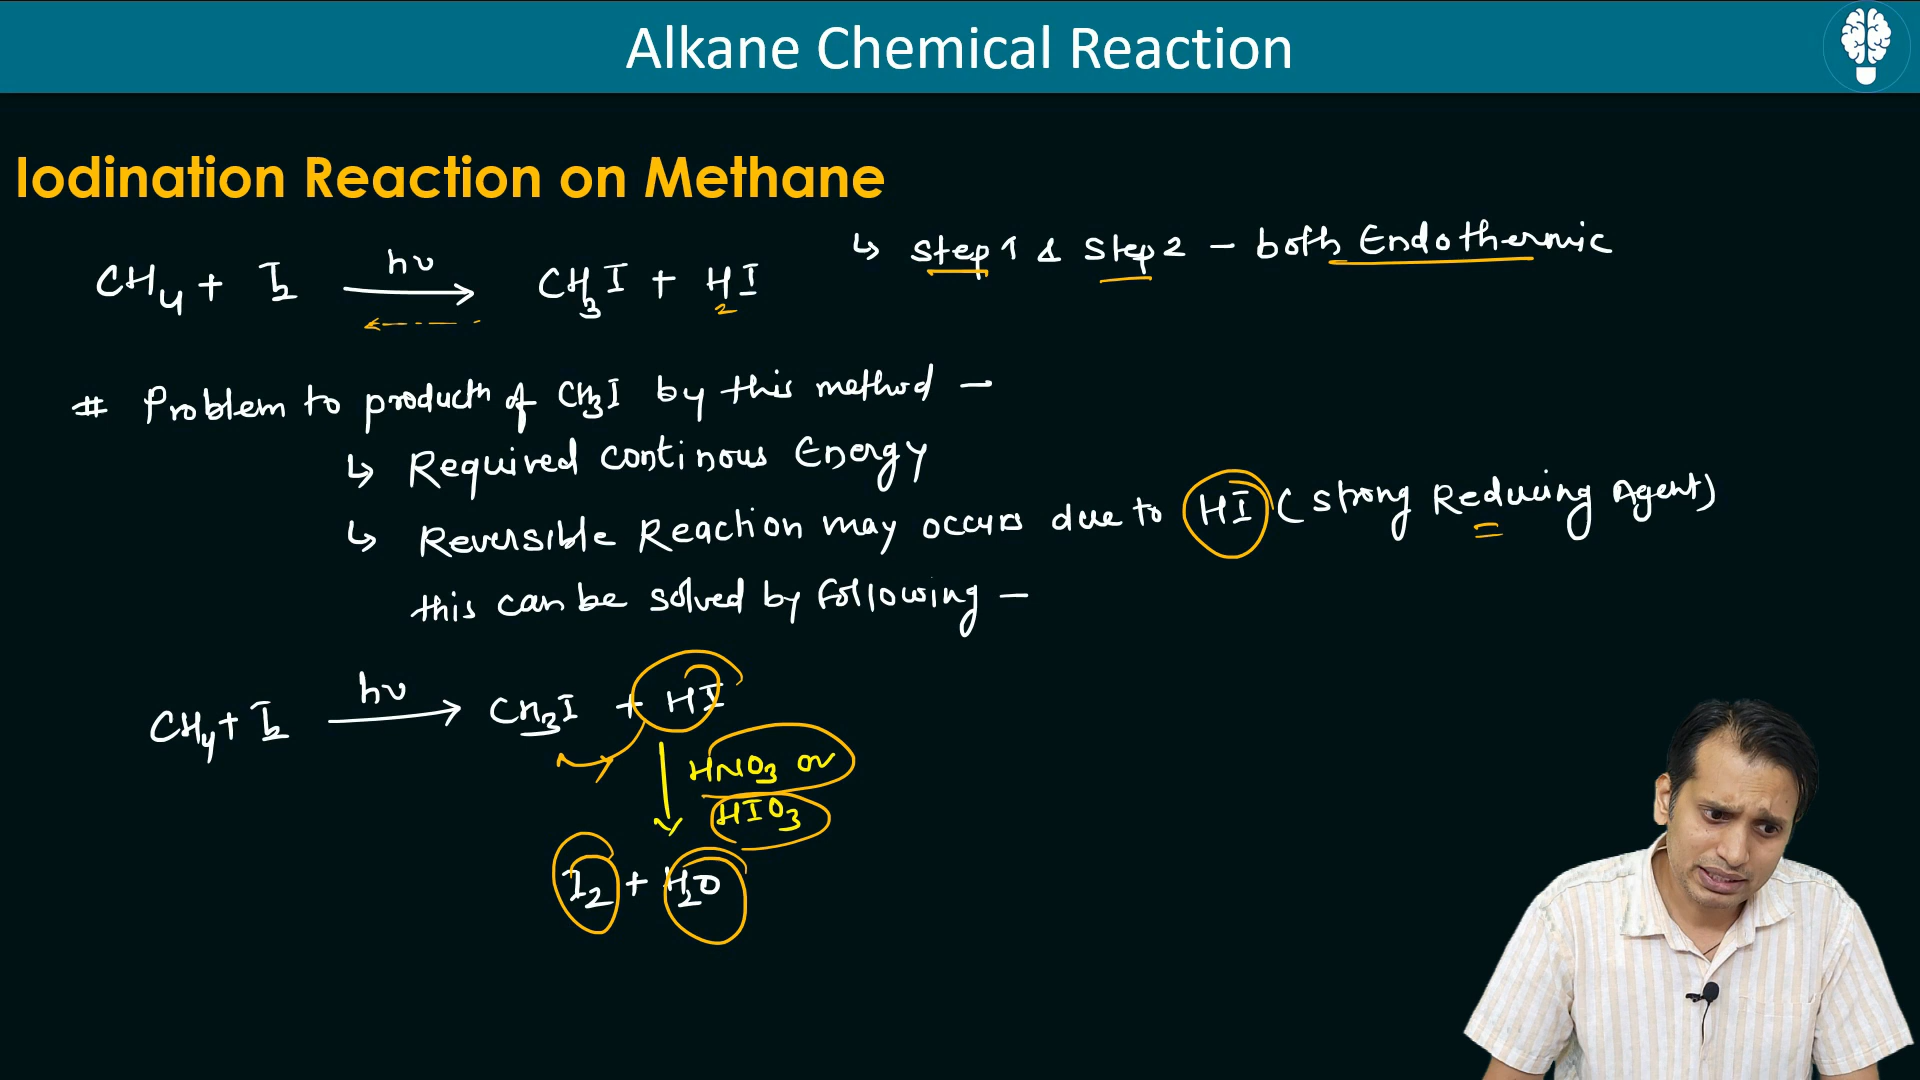 Alkane Chemical Reaction
Iodination Reaction on Methane
↳ Step 1 & Step 2 – both Endothermic
CH4 + I2 hν → CH3I + HI
2
# Problem to product of CH3I by this method –
↳ Required continous Energy
↳ Reversible Reaction may occurs due to HI (strong Reducing Agent)
this can be solved by following –
CH4 + I2 hν → CH3I + HI
HNO3 or
HIO3
I2 + H2O